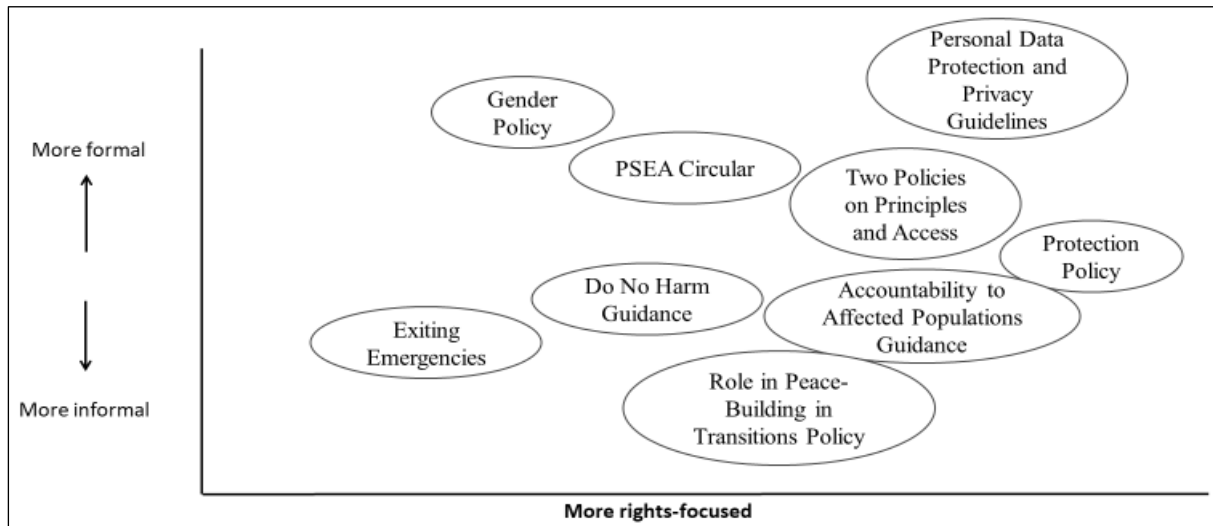 Personal Data
Protection and
Privacy
Guidelines
Gender
Policy
More formal
PSEA Circular
Two Policies
on Principles
and Access
Protection
Policy
Do No Harm
Guidance
Accountability to
Affected Populations
Guidance
Exiting
Emergencies
Role in Peace-
Building in
Transitions Policy
More informal
More rights-focused